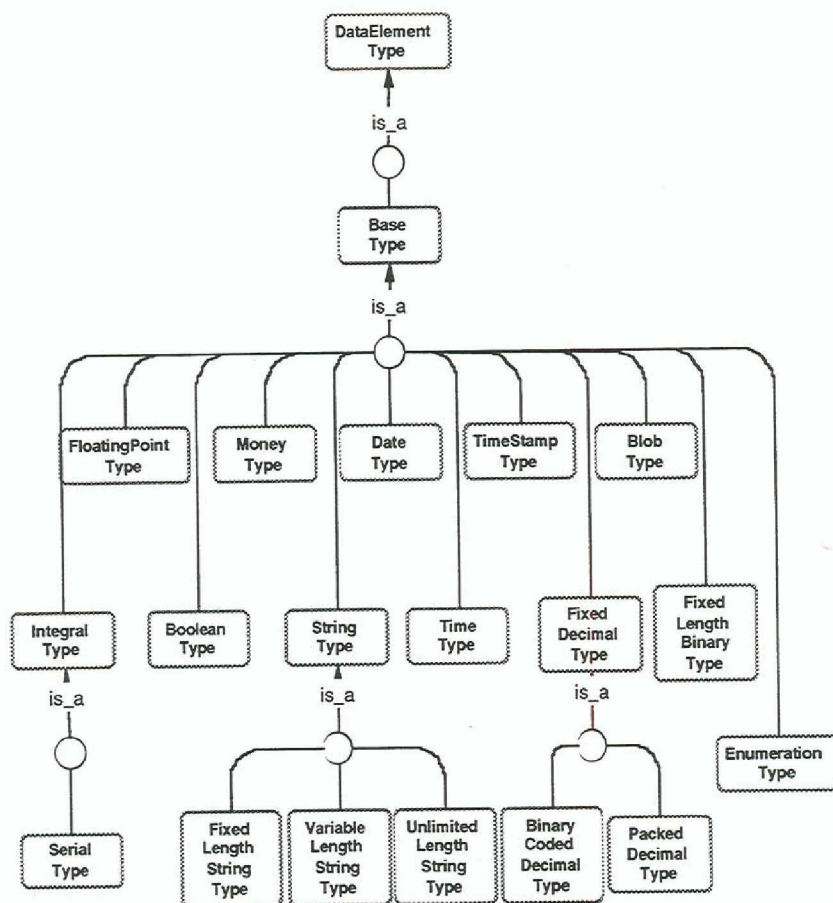 DataElement
Type
is_a
Base
Type
is_a
FloatingPoint
Type
Money
Type
Date
Type
TimeStamp
Type
Blob
Type
Integral
Type
Boolean
Type
String
Type
Time
Type
Fixed
Decimal
Type
Fixed
Length
Binary
Type
is_a
is_a
is_a
Enumeration
Type
Serial
Type
Fixed
Length
String
Type
Variable
Length
String
Type
Unlimited
Length
String
Type
Binary
Coded
Decimal
Type
Packed
Decimal
Type